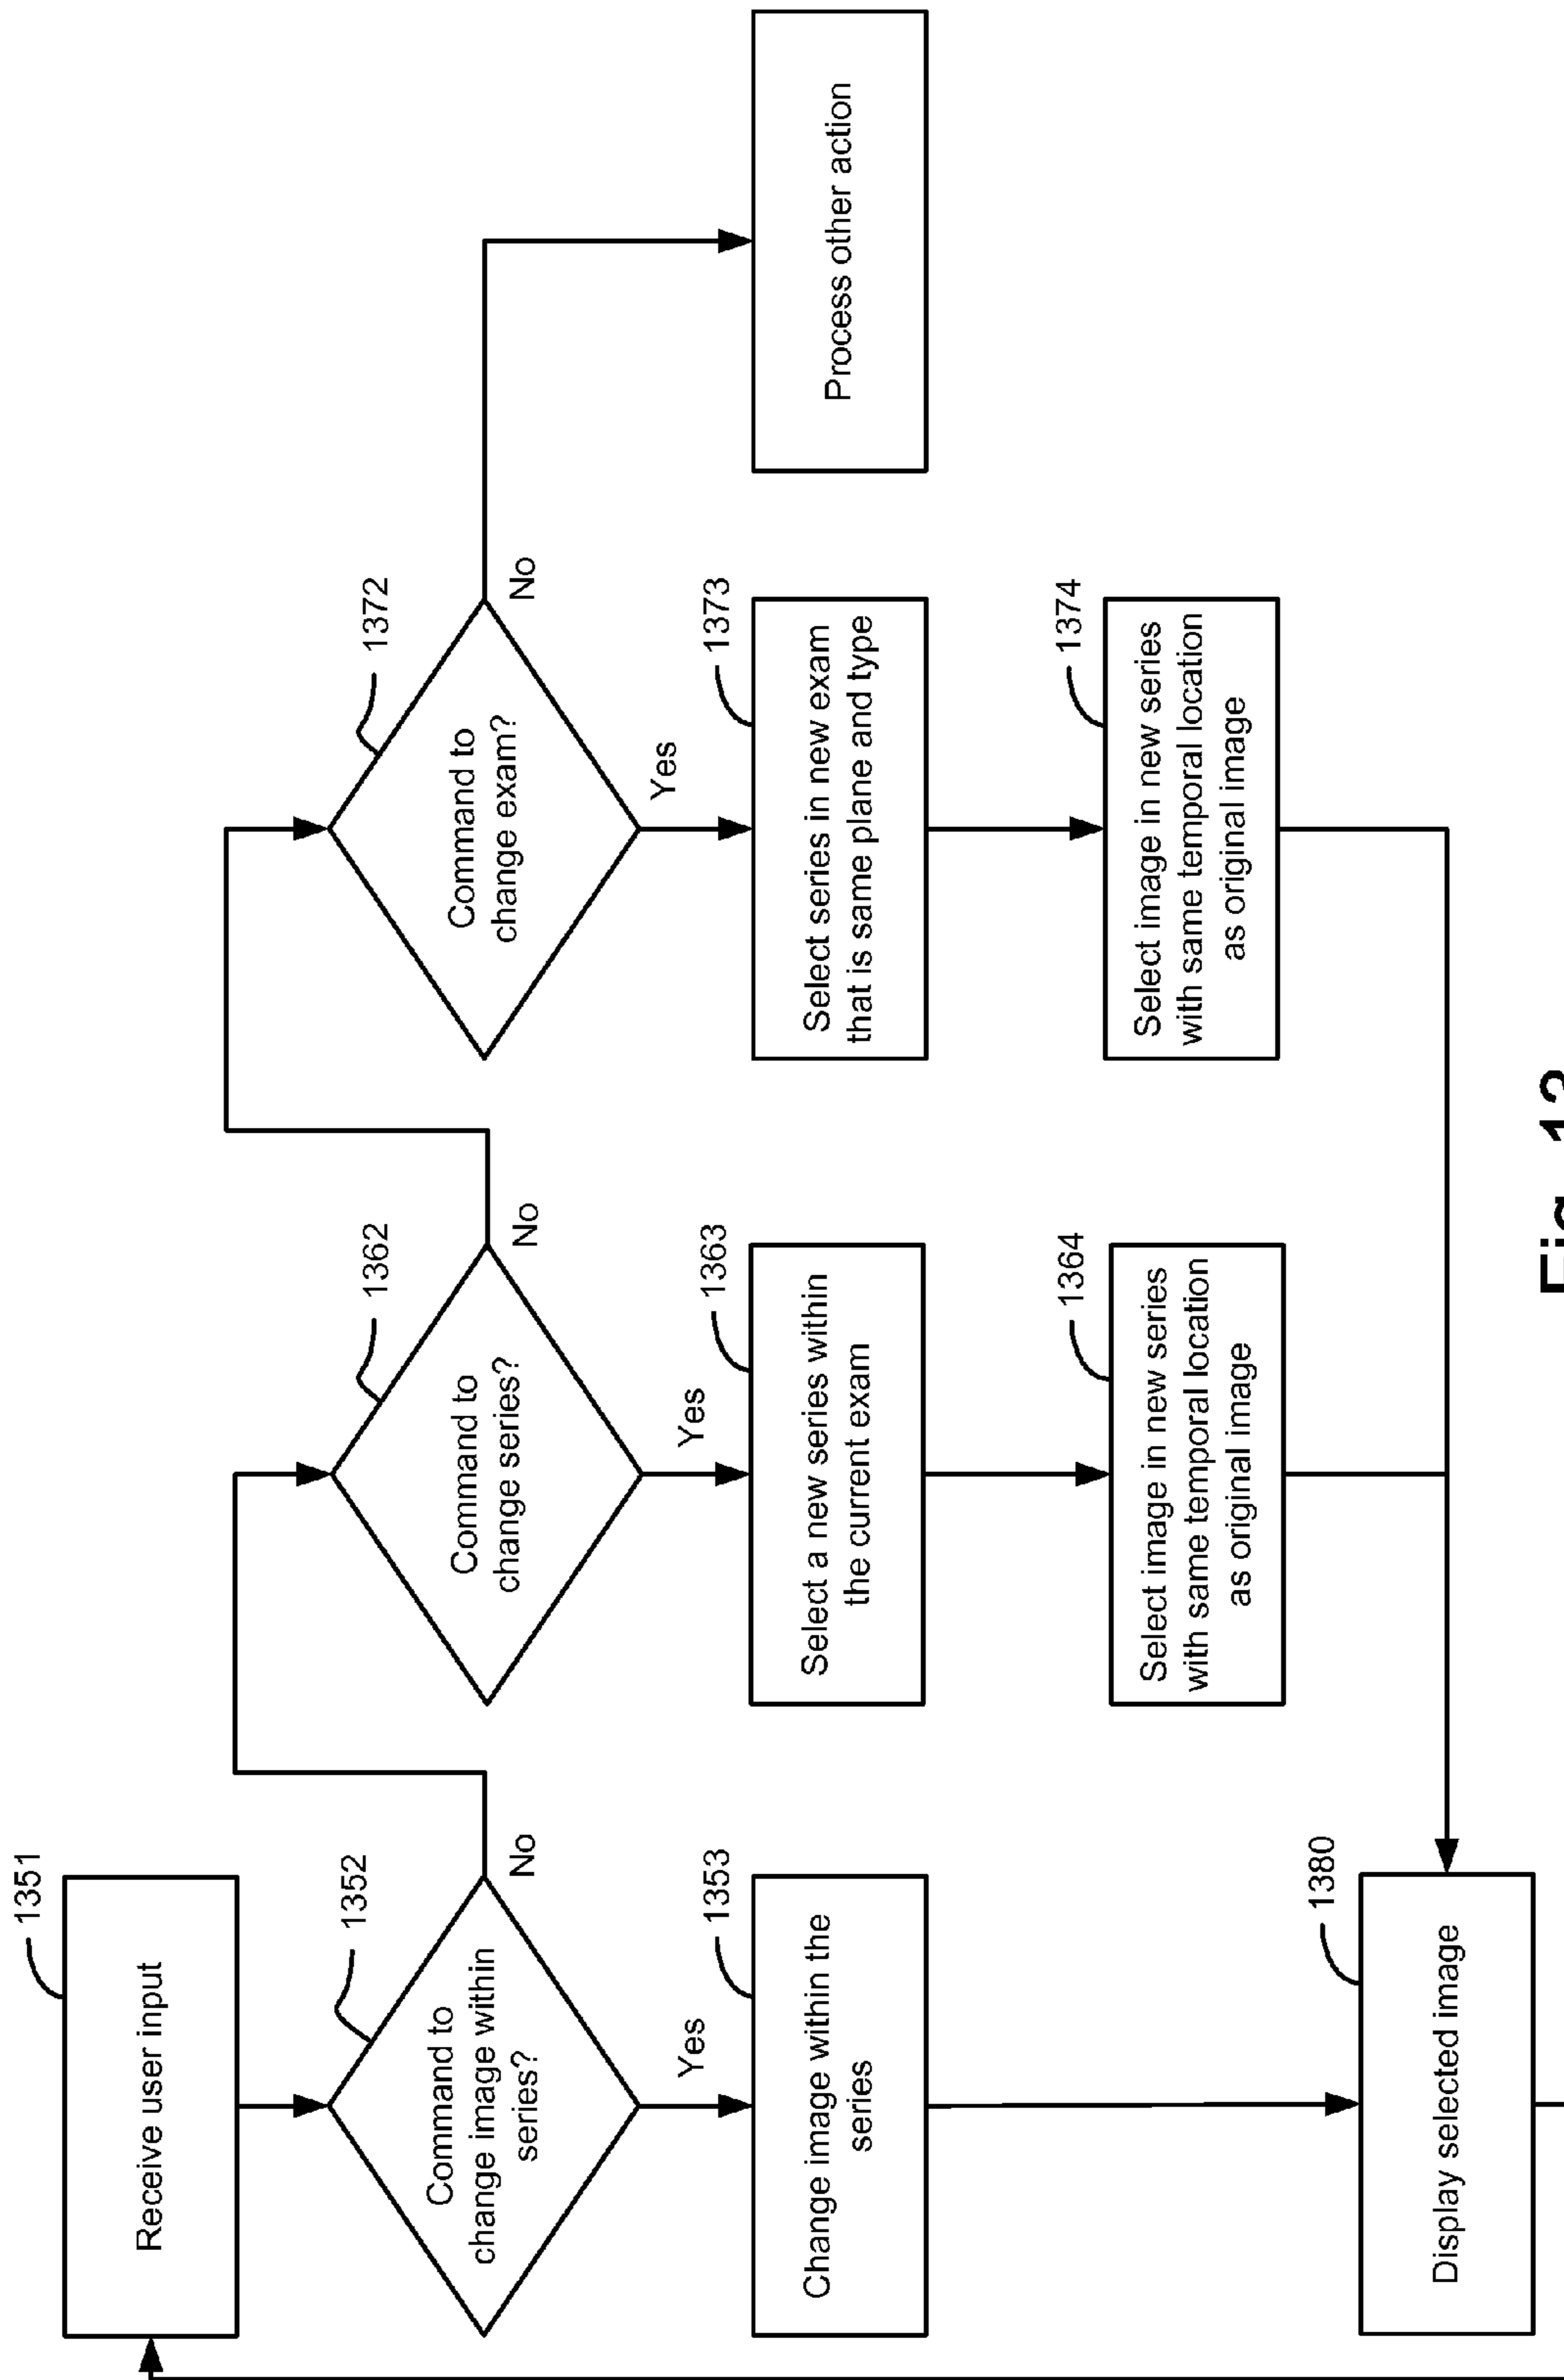 1351
Receive user input
1352
Command to
change image within
series?
No
Yes
1353
Change image within the
series
1362
Command to
change series?
No
Yes
1363
Select a new series within
the current exam
1364
Select image in new series
with same temporal location
as original image
1372
Command to
change exam?
No
Yes
1373
Select series in new exam
that is same plane and type
1374
Select image in new series
with same temporal location
as original image
Process other action
1380
Display selected image
Fig.